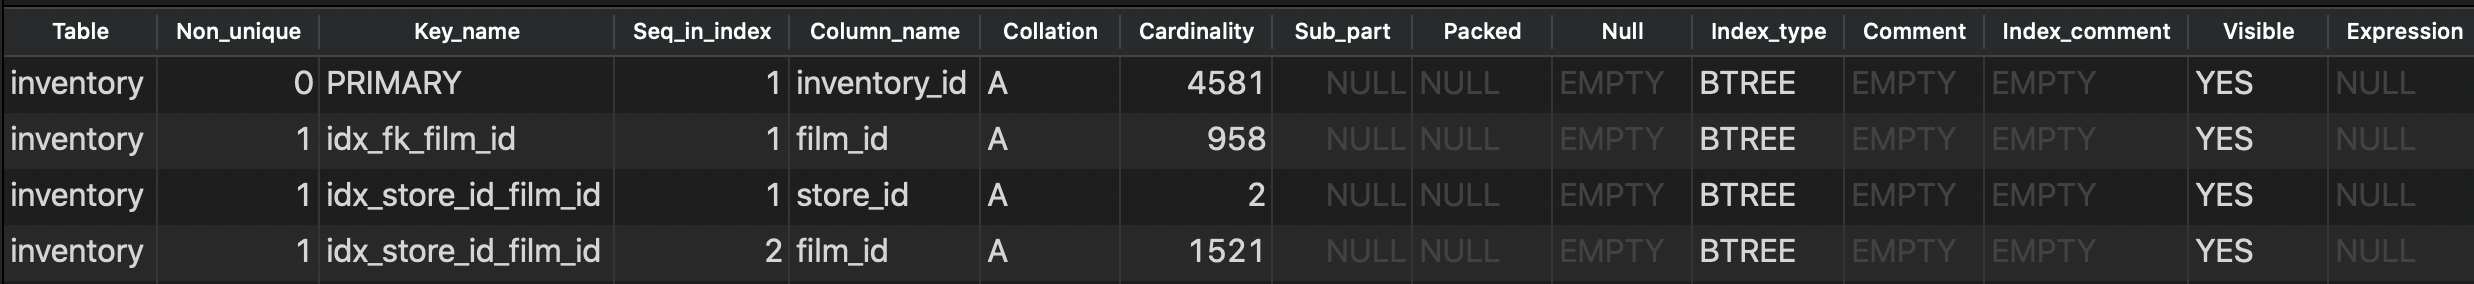 Table Non_unique Key_name Seq_in_index Column_name Collation Cardinality Sub_part Packed Null Index_type Comment Index_comment Visible Expression
inventory 0 PRIMARY 1 inventory_id A 4581 NULL NULL EMPTY BTREE EMPTY EMPTY YES NULL
inventory 1 idx_fk_film_id 1 film_id A 958 NULL NULL EMPTY BTREE EMPTY EMPTY YES NULL
inventory 1 idx_store_id_film_id 1 store_id A 2 NULL NULL EMPTY BTREE EMPTY EMPTY YES NULL
inventory 1 idx_store_id_film_id 2 film_id A 1521 NULL NULL EMPTY BTREE EMPTY EMPTY YES NULL